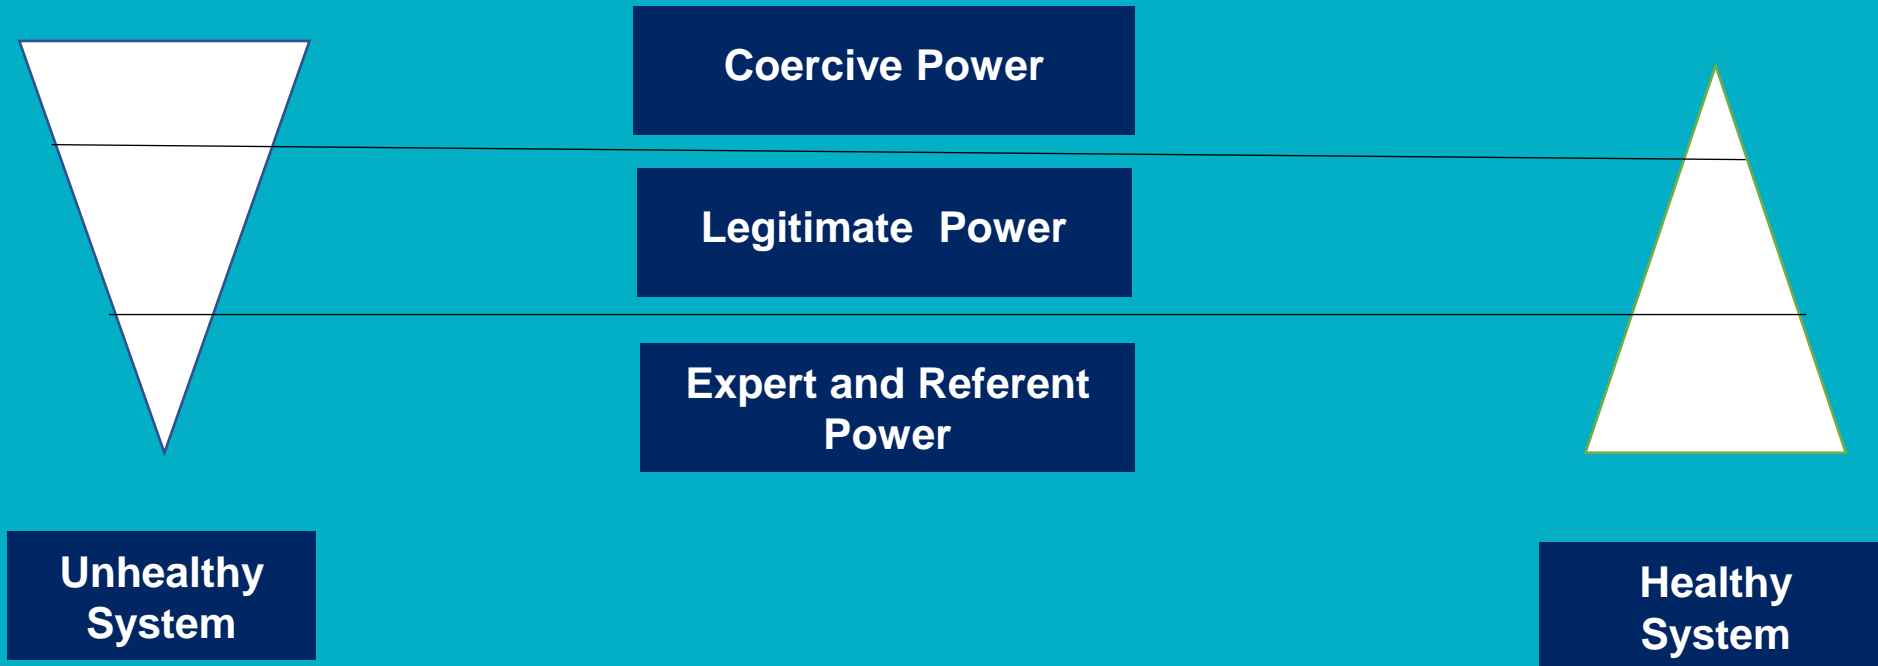 Coercive Power
Legitimate  Power
Expert and Referent
Power
Unhealthy
System
Healthy
System